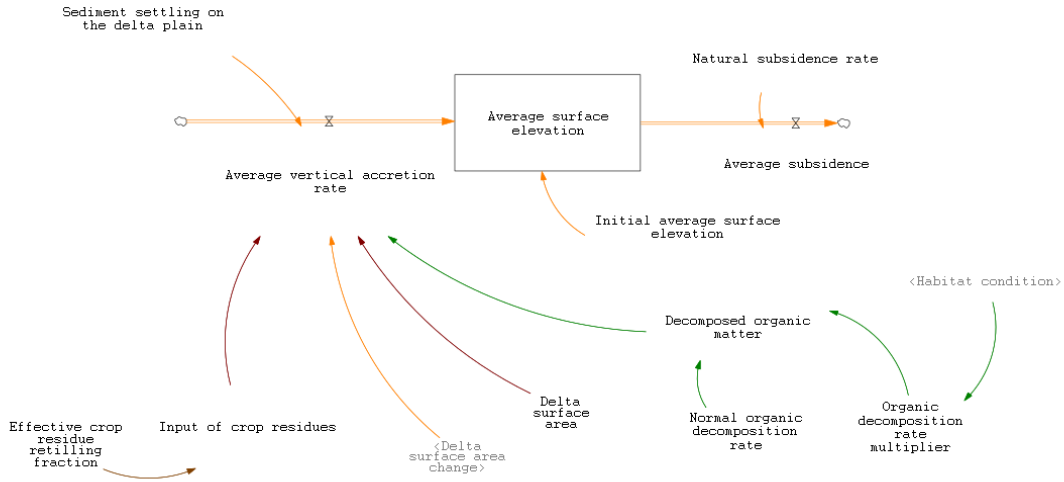 Sediment settling on
the delta plain
Natural subsidence rate
Average surface
elevation
Average subsidence
Average vertical accretion
rate
Initial average surface
elevation
<Habitat condition>
Decomposed organic
matter
Delta
surface
area
Normal organic
decomposition
rate
Organic
decomposition
rate
multiplier
Effective crop
residue
retilling
fraction
Input of crop residues
<Delta
surface area
change>